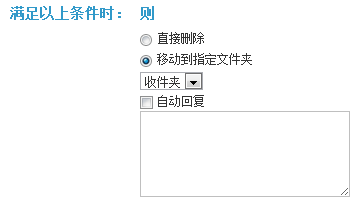 满足以上条件时： 则
直接删除
移动到指定文件夹
收件夹
自动回复